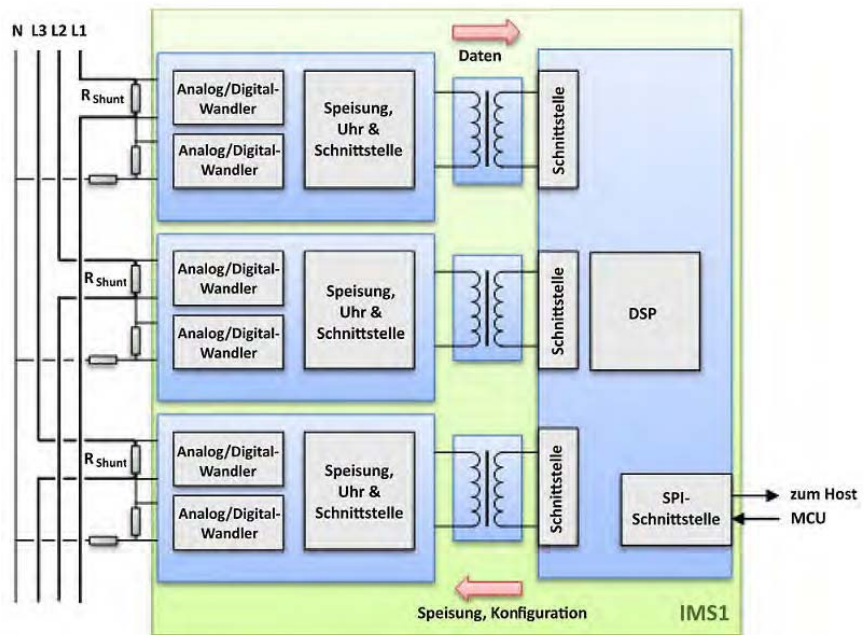 N L3 L2 L1
Daten
R Shunt
Analog/Digital-
Wandler
Analog/Digital-
Wandler
Speisung,
Uhr &
Schnittstelle
Schnittstelle
R Shunt
Analog/Digital-
Wandler
Analog/Digital-
Wandler
Speisung,
Uhr &
Schnittstelle
Schnittstelle
DSP
R Shunt
Analog/Digital-
Wandler
Analog/Digital-
Wandler
Speisung,
Uhr &
Schnittstelle
Schnittstelle
SPI-
Schnittstelle
zum Host
MCU
Speisung, Konfiguration
IMS1